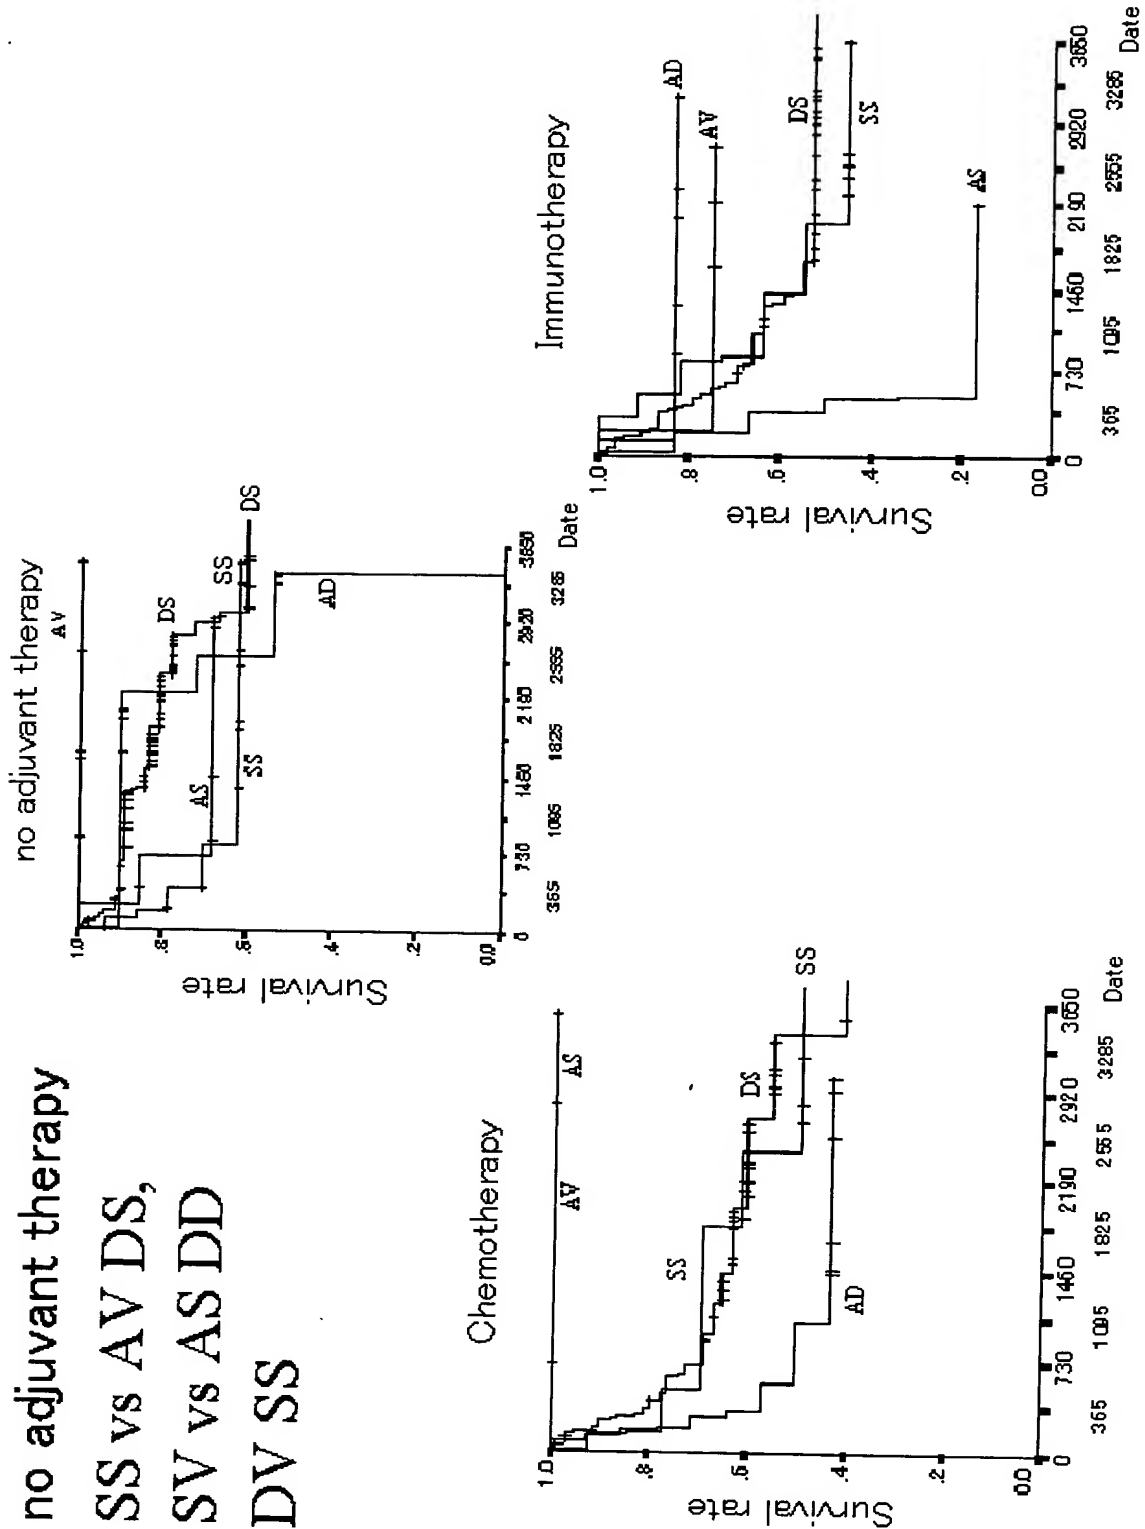 no adjuvant therapy
SS vs AV DS,
SV vs AS DD
DV SS
no adjuvant therapy
Survival rate
1.0
.8
.6
.4
.2
0.0
0 365 730 1095 1460 1825 2190 2555 2920 3285 3650
Date
AV
DS
SS
DS
AS
SS
AD
Chemotherapy
Survival rate
1.0
.8
.6
.4
.2
0.0
0 365 730 1095 1460 1825 2190 2555 2920 3285 3650
Date
AV
AS
SS
DS
SS
AD
Immunotherapy
Survival rate
1.0
.8
.6
.4
.2
0.0
0 365 730 1095 1460 1825 2190 2555 2920 3285 3650
Date
AD
AV
DS
SS
AS